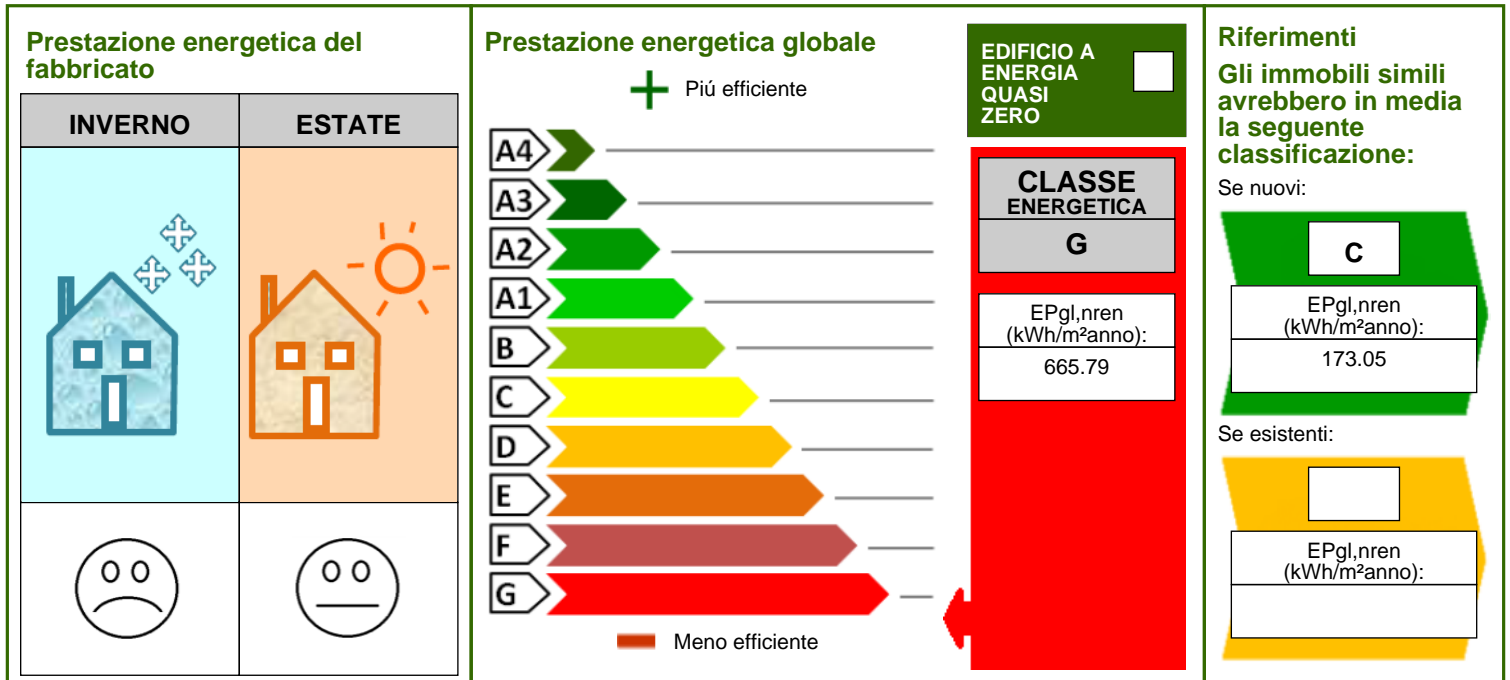 Prestazione energetica del
fabbricato
INVERNO
ESTATE
Prestazione energetica globale
Piú efficiente
A4
A3
A2
A1
B
C
D
E
F
G
Meno efficiente
EDIFICIO A
ENERGIA
QUASI
ZERO
CLASSE
ENERGETICA
G
EPgl,nren
(kWh/m²anno):
665.79
Riferimenti
Gli immobili simili
avrebbero in media
la seguente
classificazione:
Se nuovi:
C
EPgl,nren
(kWh/m²anno):
173.05
Se esistenti:
EPgl,nren
(kWh/m²anno):